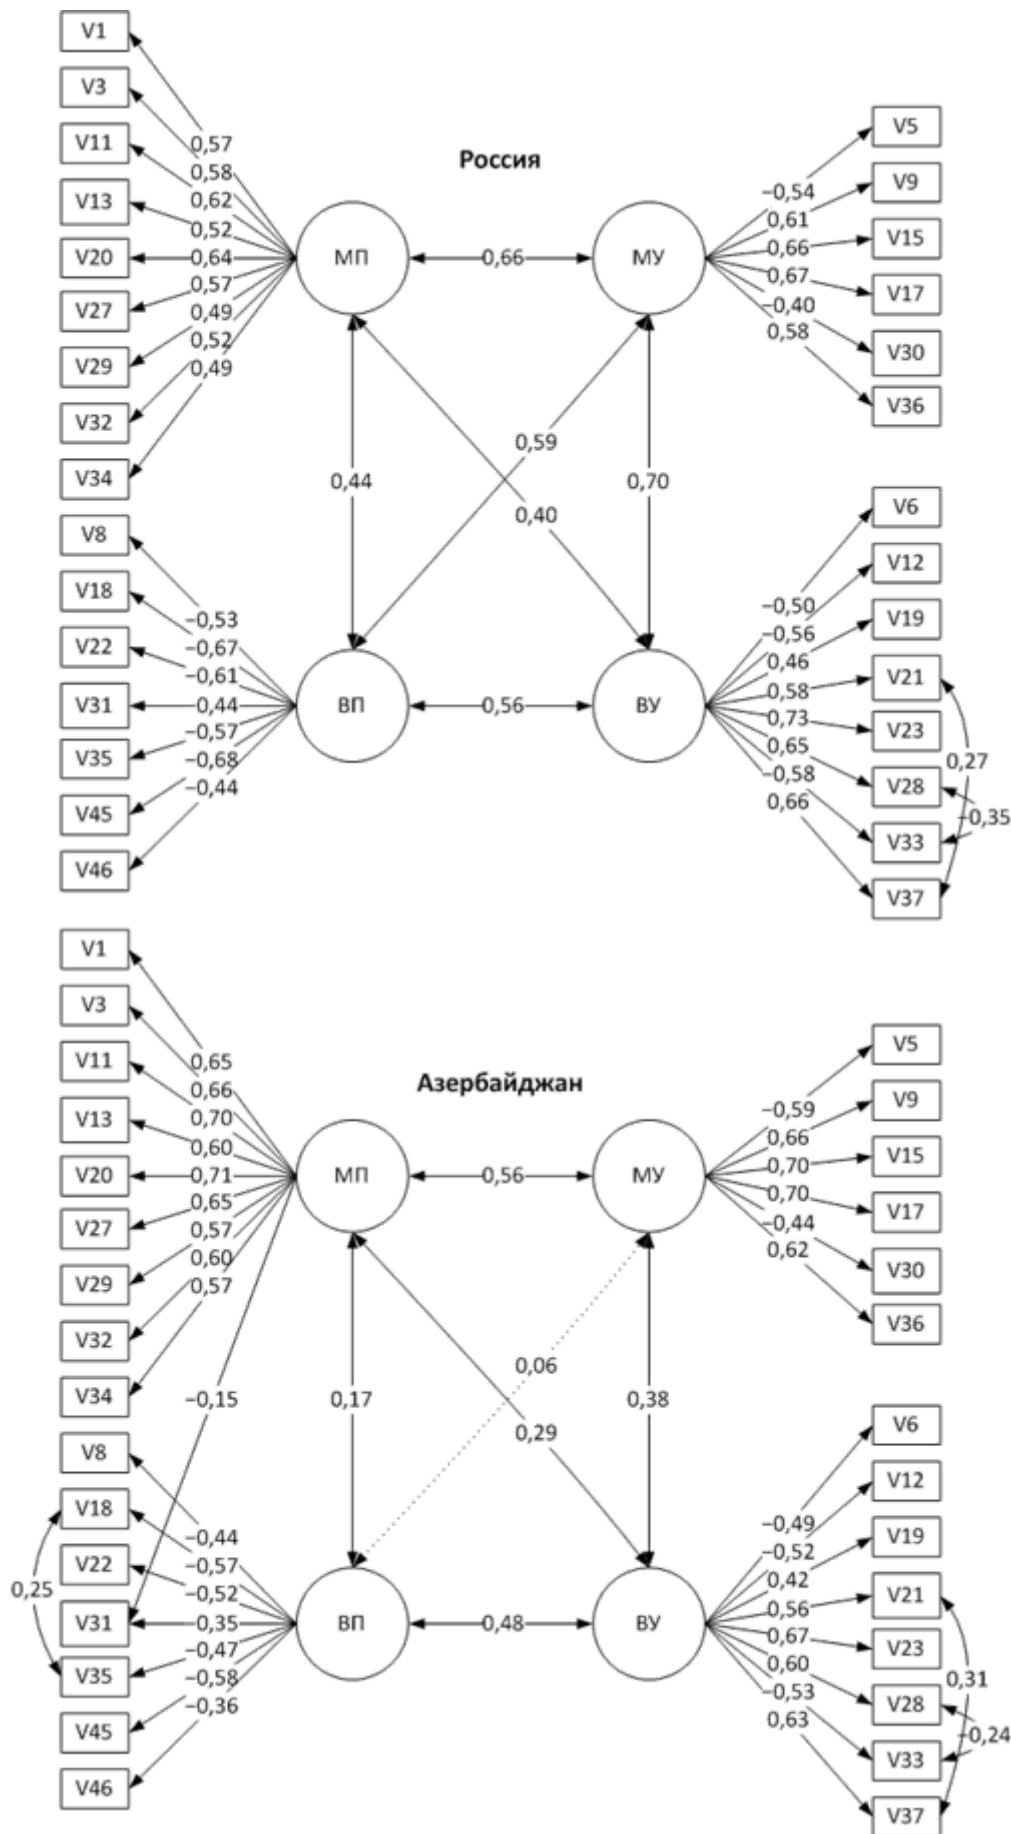 V1
V3
V11
V13
V20
V27
V29
V32
V34
0,57
0,58
0,62
0,52
0,64
0,57
0,49
0,52
0,49
Россия
МП
0,66
МУ
−0,54
0,61
0,66
0,67
−0,40
0,58
V5
V9
V15
V17
V30
V36
0,44
0,59
0,40
0,70
V8
V18
V22
V31
V35
V45
V46
−0,53
−0,67
−0,61
0,44
−0,57
−0,68
−0,44
ВП
0,56
ВУ
−0,50
−0,56
0,46
0,58
0,73
0,65
−0,58
0,66
V6
V12
V19
V21
V23
V28
V33
V37
0,27
−0,35
V1
V3
V11
V13
V20
V27
V29
V32
V34
0,65
0,66
0,70
0,60
0,71
0,65
0,57
0,60
0,57
−0,15
Азербайджан
МП
0,56
МУ
−0,59
0,66
0,70
0,70
−0,44
0,62
V5
V9
V15
V17
V30
V36
0,17
0,06
0,29
0,38
V8
V18
V22
V31
V35
V45
V46
0,25
−0,44
−0,57
−0,52
0,35
−0,47
−0,58
−0,36
ВП
0,48
ВУ
−0,49
−0,52
0,42
0,56
0,67
0,60
−0,53
0,63
V6
V12
V19
V21
V23
V28
V33
V37
0,31
−0,24